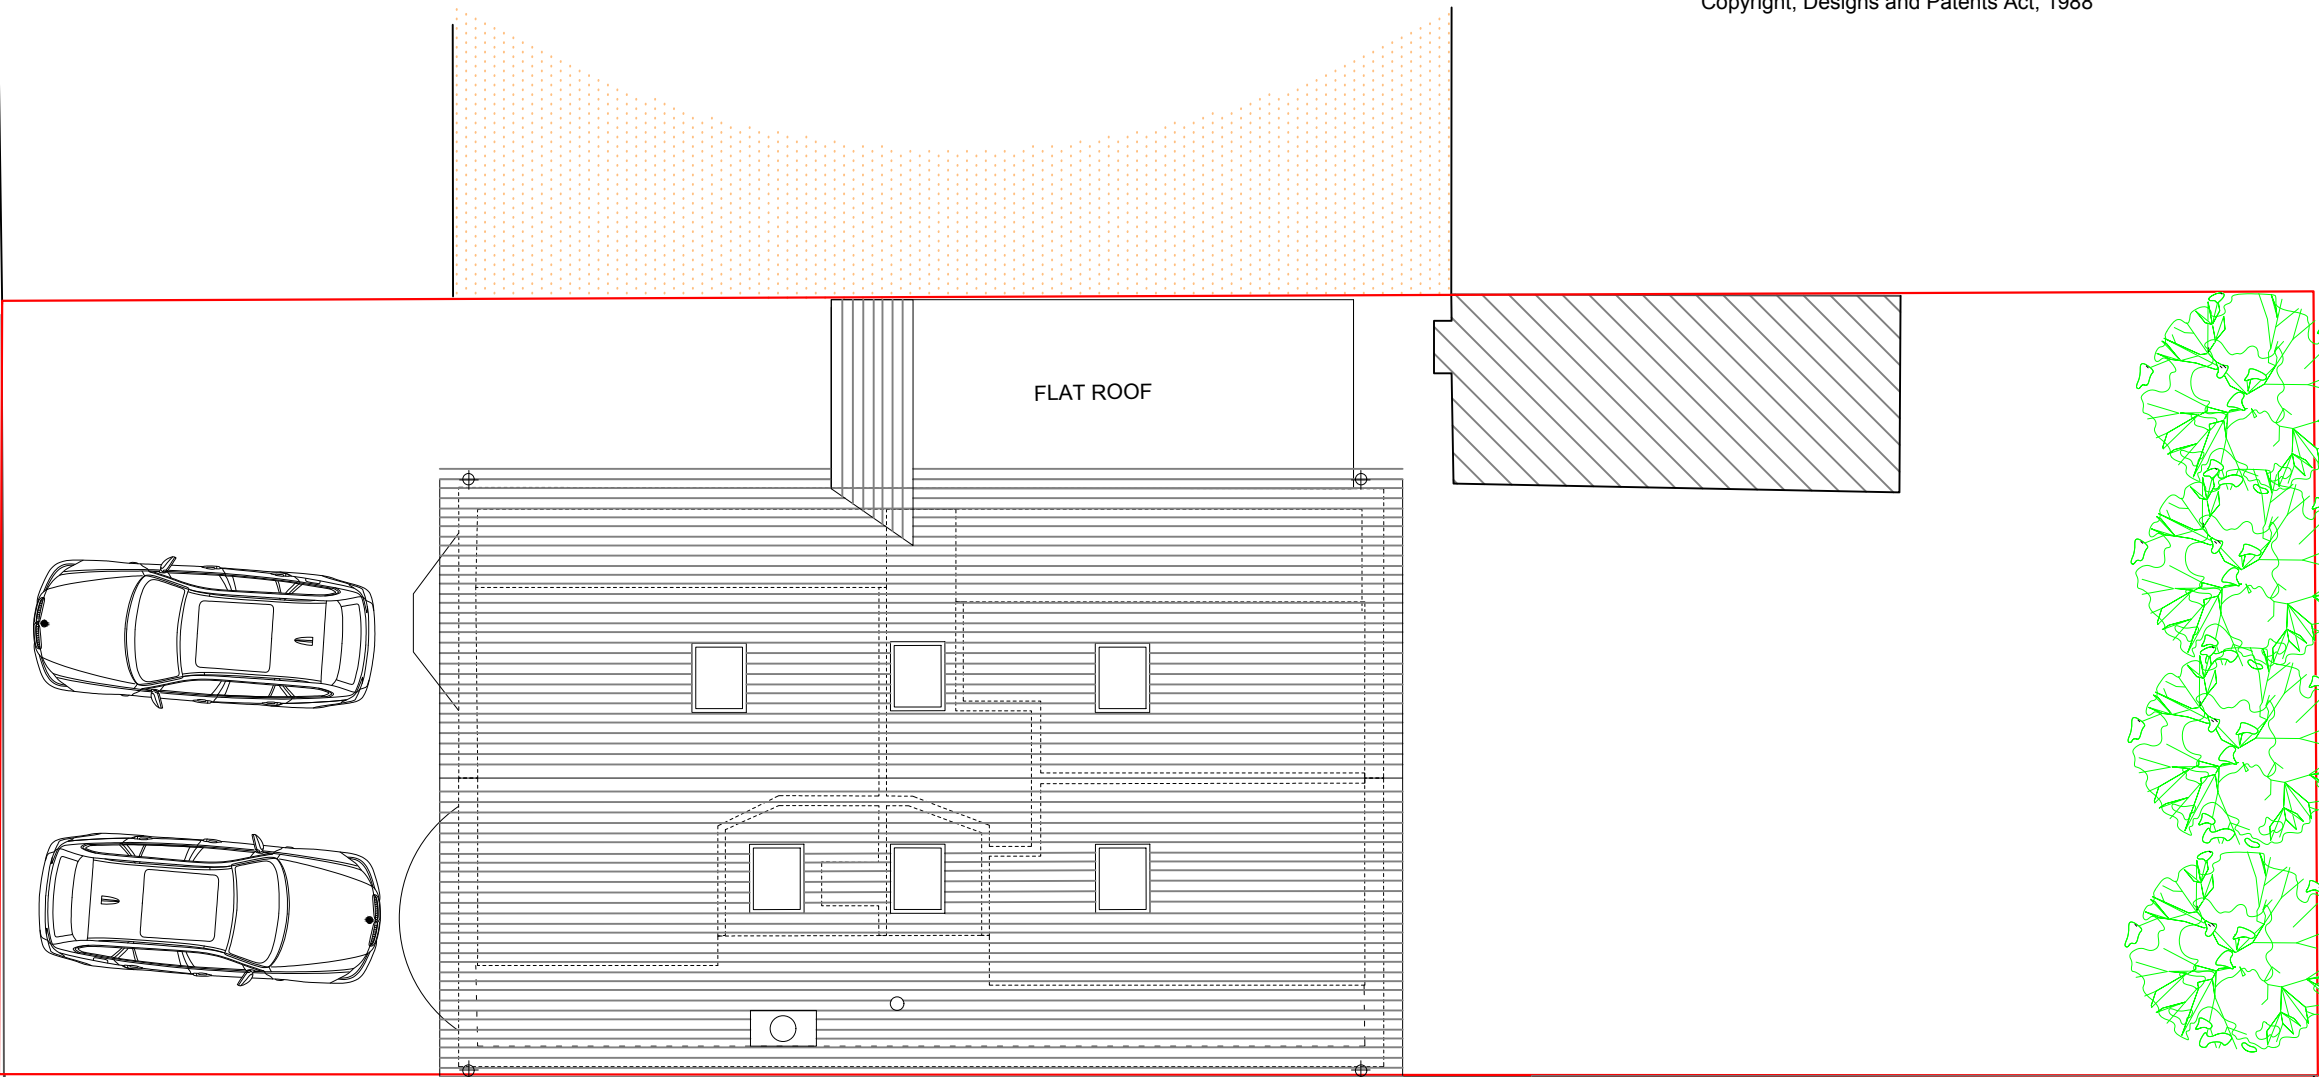 Copyright, Designs and Patents Act, 1988
FLAT ROOF